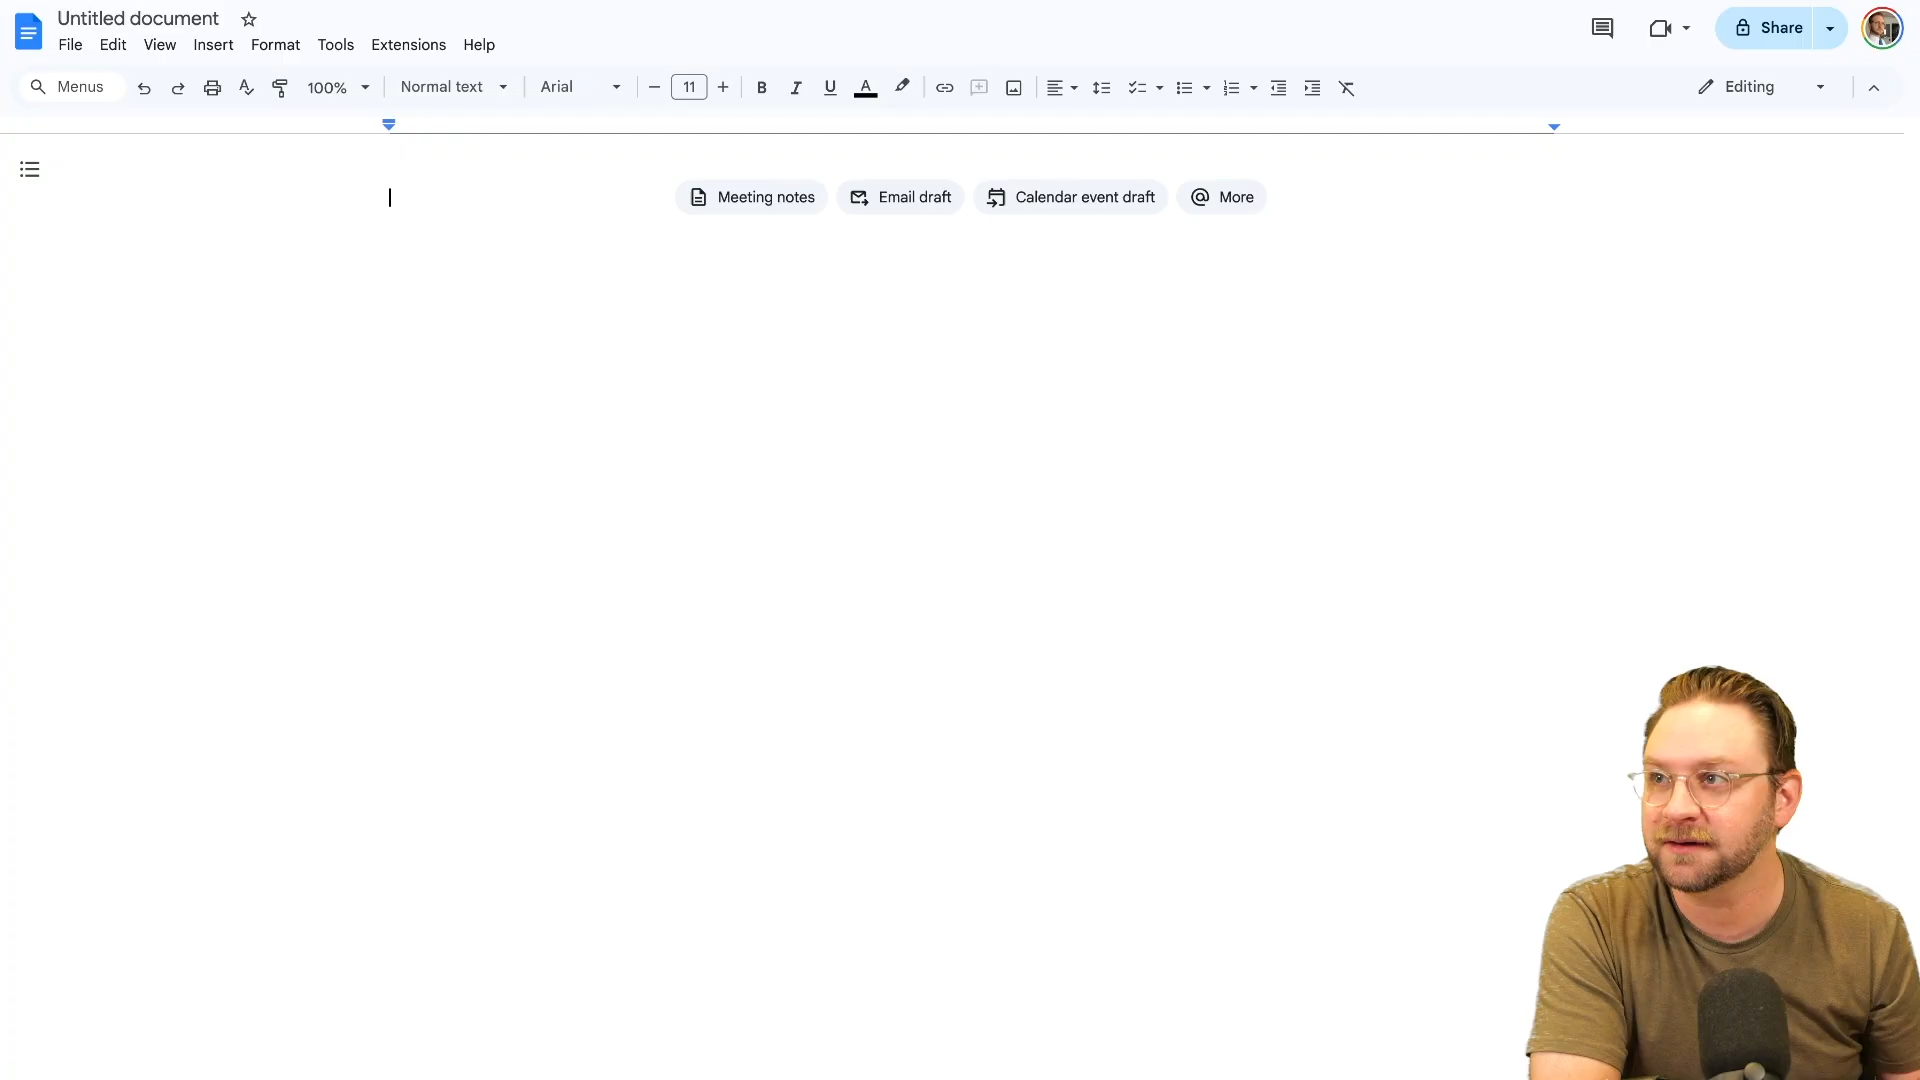 Untitled document
File Edit View Insert Format Tools Extensions Help
Share
Menus 100% Normal text Arial 11 B I U A Editing
Meeting notes Email draft Calendar event draft More